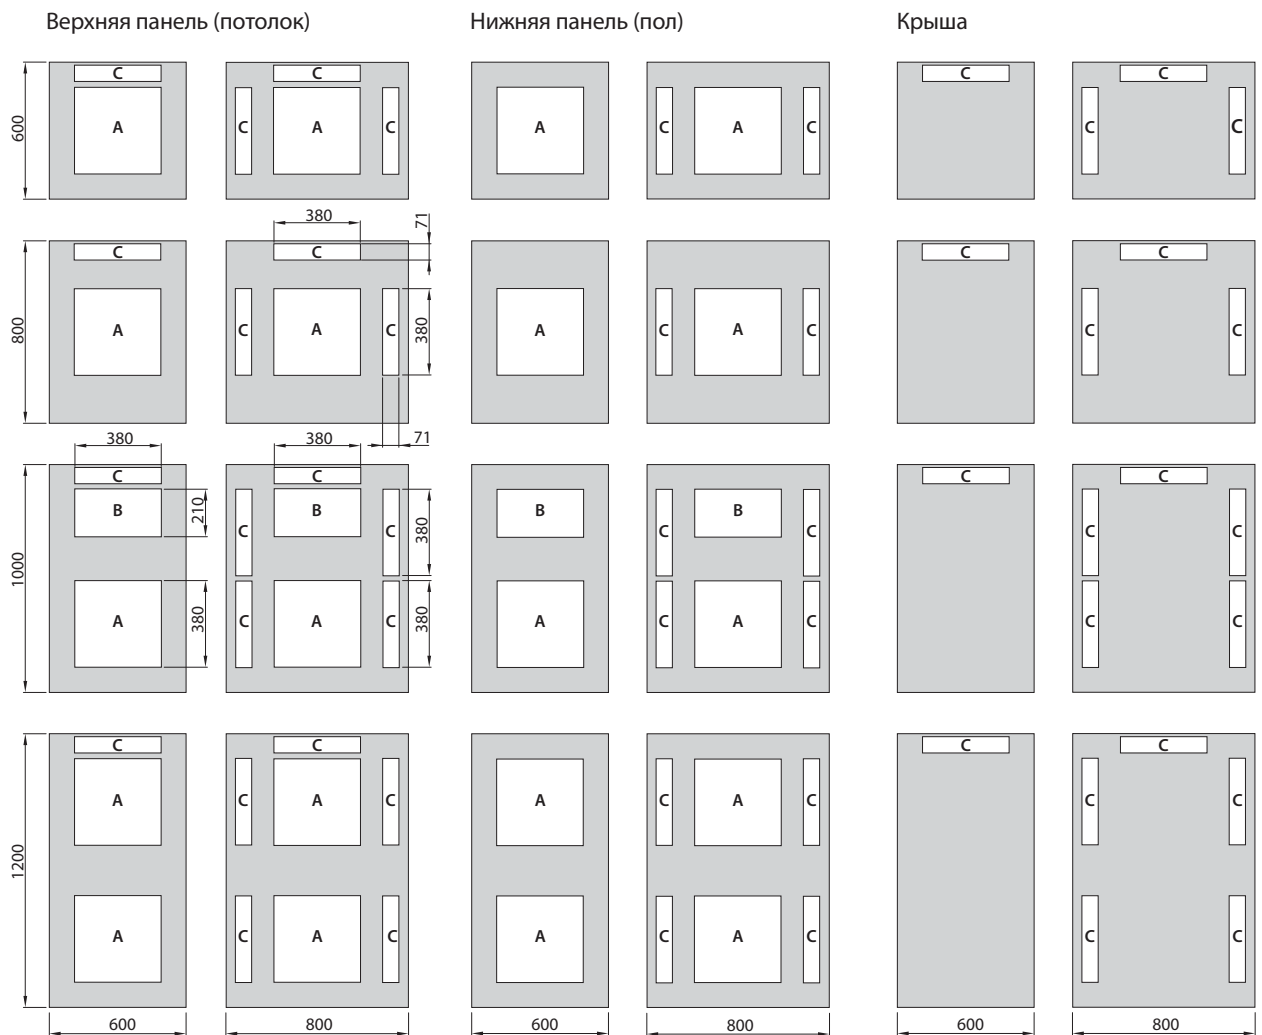 Верхняя панель (потолок)
Нижняя панель (пол)
Крыша
C C C C
600 C A C A C A C A C C C
380 71
C C C C
800 A C A C 380 A C A C C C
380 380 71
C C C C
B 210 C B C 380 B C B C C C
1000
A 380 C A C 380 A C A C C C
C C C C
A C A C A C A C C C
1200
A C A C A C A C C C
600 800 600 800 600 800